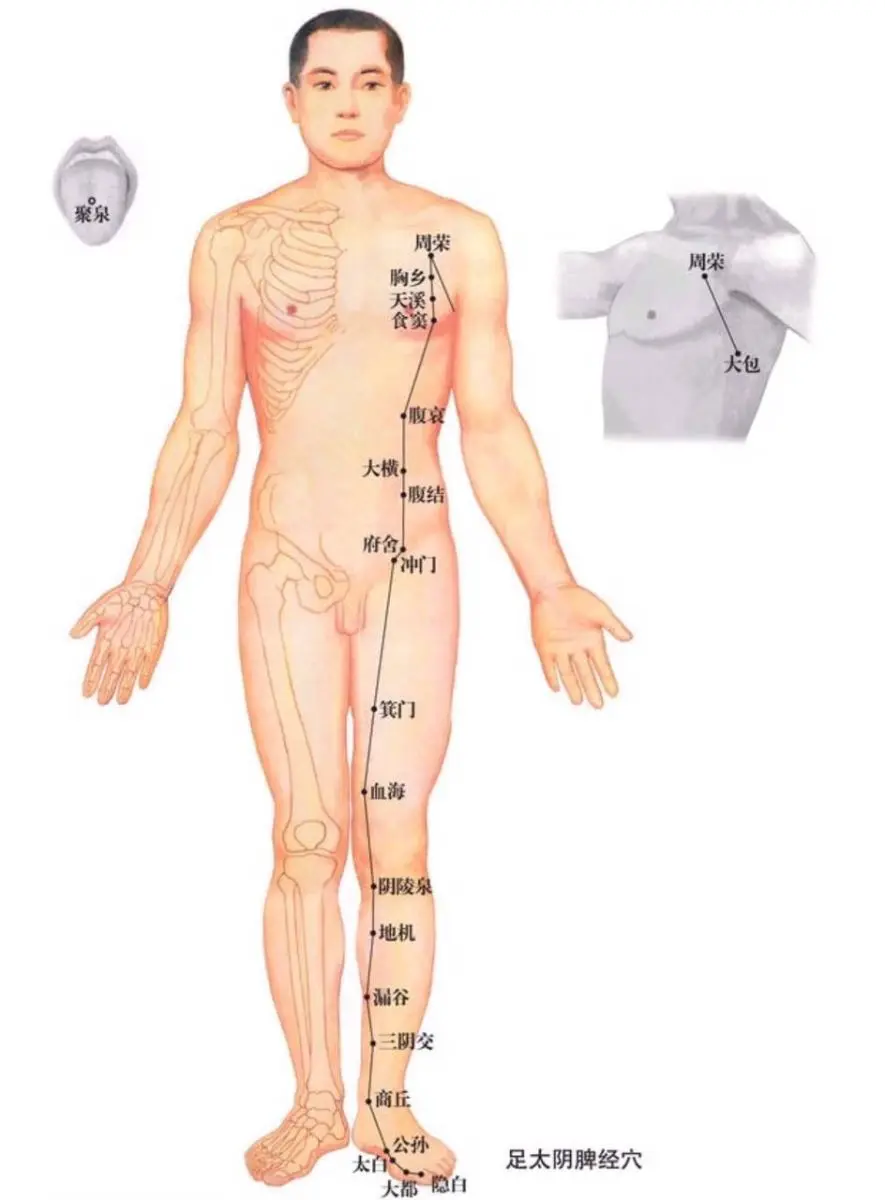 聚泉
周荣
胸乡
天溪
食窦
周荣
大包
腹哀
大横
腹结
府舍
冲门
箕门
血海
阴陵泉
地机
漏谷
三阴交
商丘
公孙
太白
大都
隐白
足太阴脾经穴